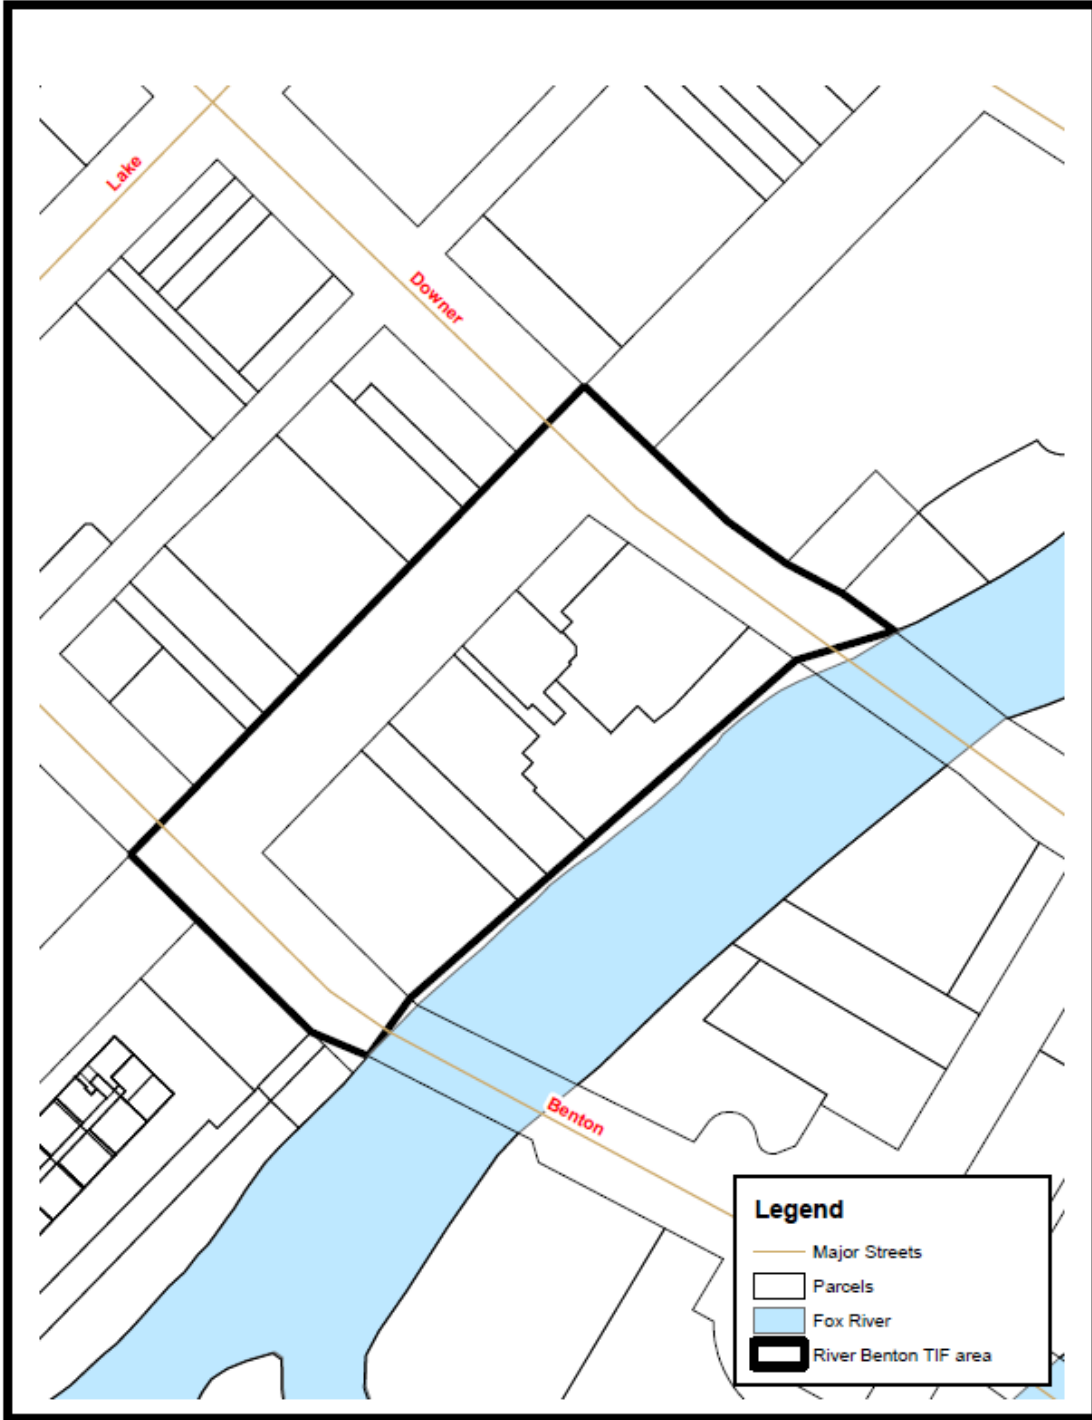 Lake
Downer
Benton
Legend
Major Streets
Parcels
Fox River
River Benton TIF area